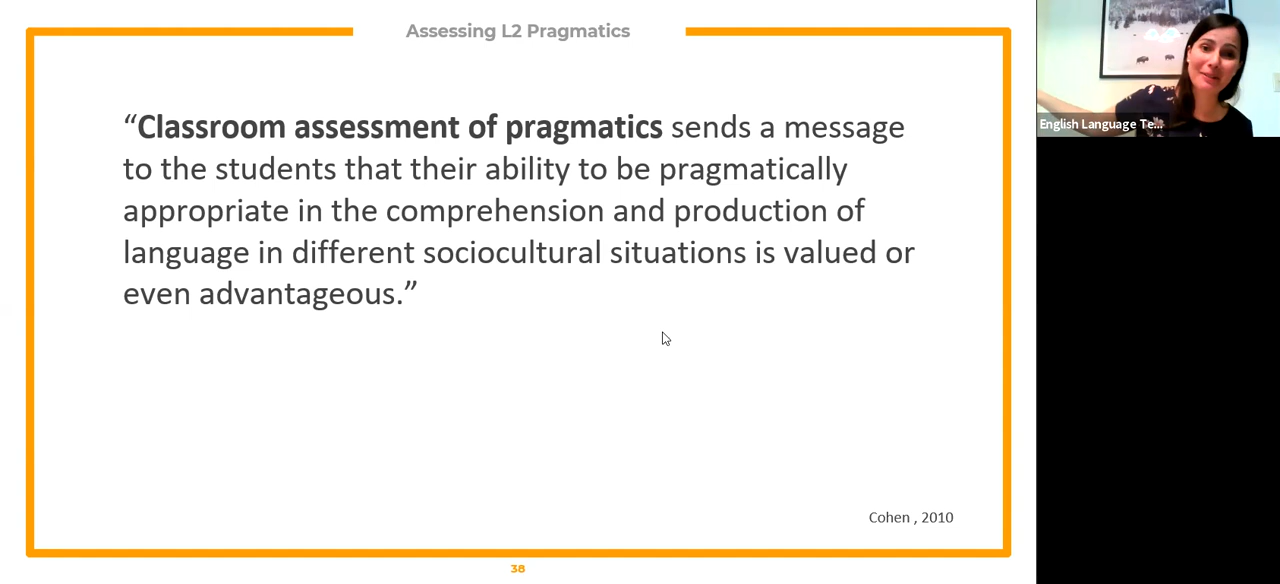 Assessing L2 Pragmatics
“Classroom assessment of pragmatics sends a message
to the students that their ability to be pragmatically
appropriate in the comprehension and production of
language in different sociocultural situations is valued or
even advantageous.”
Cohen , 2010
38
English Language Te...